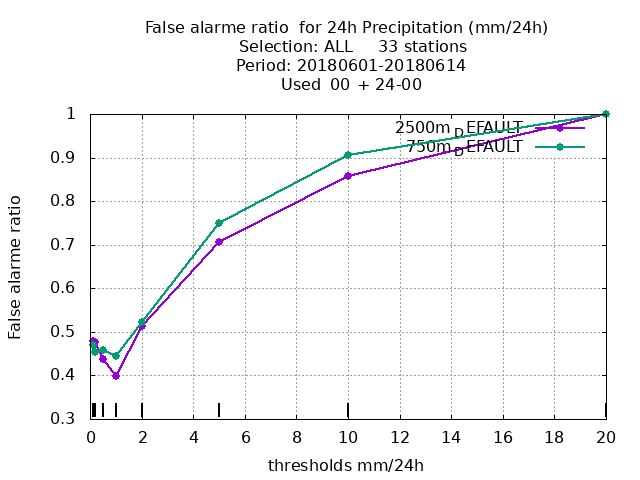 False alarme ratio  for 24h Precipitation (mm/24h)
Selection: ALL     33 stations
Period: 20180601-20180614
Used  00 + 24-00
2500m_DEFAULT
750m_DEFAULT
False alarme ratio
1
0.9
0.8
0.7
0.6
0.5
0.4
0.3
0 2 4 6 8 10 12 14 16 18 20
thresholds mm/24h